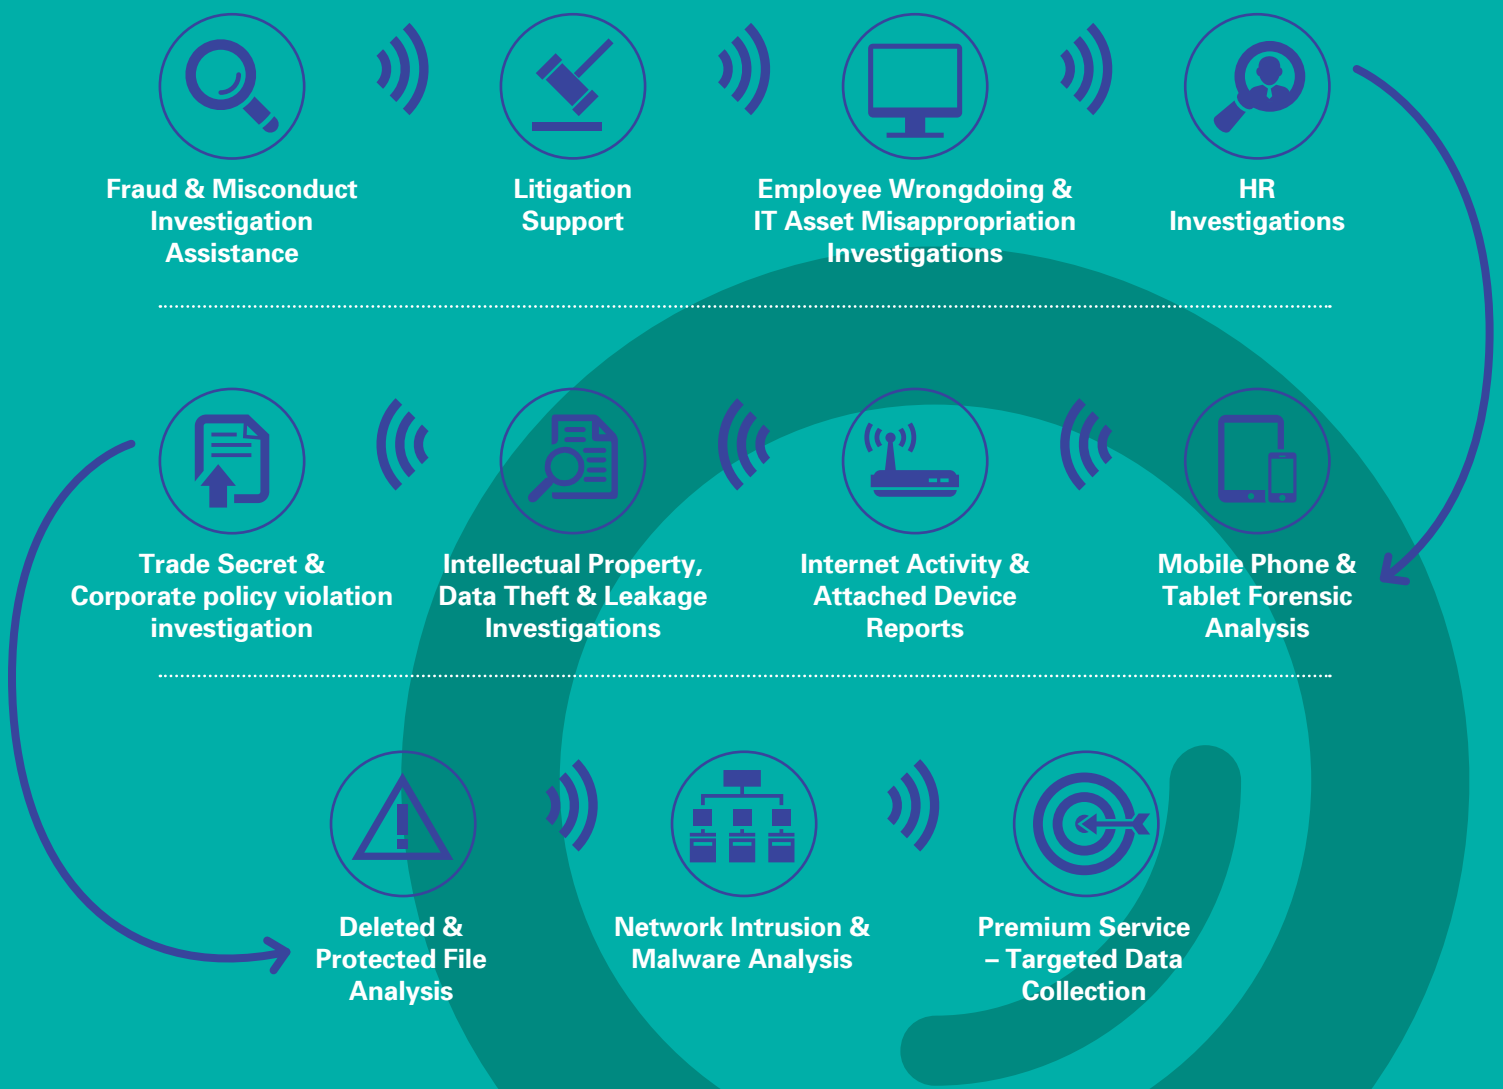 Fraud & Misconduct
Investigation
Assistance
Litigation
Support
Employee Wrongdoing &
IT Asset Misappropriation
Investigations
HR
Investigations
Trade Secret &
Corporate policy violation
investigation
Intellectual Property,
Data Theft & Leakage
Investigations
Internet Activity &
Attached Device
Reports
Mobile Phone &
Tablet Forensic
Analysis
Deleted &
Protected File
Analysis
Network Intrusion &
Malware Analysis
Premium Service
– Targeted Data
Collection